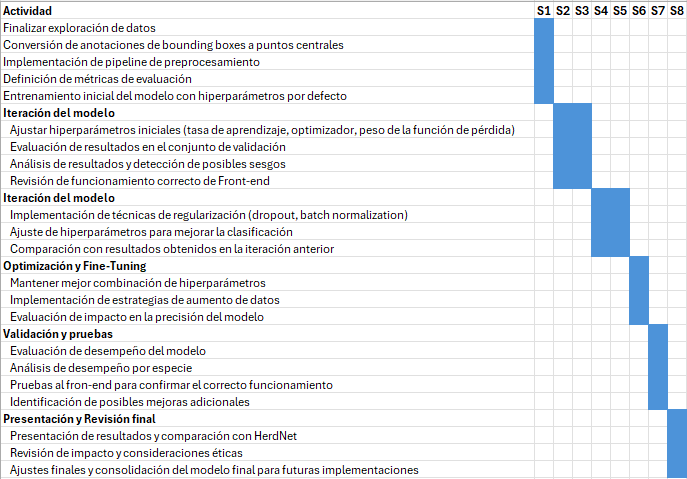 Actividad S1 S2 S3 S4 S5 S6 S7 S8
Finalizar exploración de datos
Conversión de anotaciones de bounding boxes a puntos centrales
Implementación de pipeline de preprocesamiento
Definición de métricas de evaluación
Entrenamiento inicial del modelo con hiperparámetros por defecto
Iteración del modelo
Ajustar hiperparámetros iniciales (tasa de aprendizaje, optimizador, peso de la función de pérdida)
Evaluación de resultados en el conjunto de validación
Análisis de resultados y detección de posibles sesgos
Revisión de funcionamiento correcto de Front-end
Iteración del modelo
Implementación de técnicas de regularización (dropout, batch normalization)
Ajuste de hiperparámetros para mejorar la clasificación
Comparación con resultados obtenidos en la iteración anterior
Optimización y Fine-Tuning
Mantener mejor combinación de hiperparámetros
Implementación de estrategias de aumento de datos
Evaluación de impacto en la precisión del modelo
Validación y pruebas
Evaluación de desempeño del modelo
Análisis de desempeño por especie
Pruebas al fron-end para confirmar el correcto funcionamiento
Identificación de posibles mejoras adicionales
Presentación y Revisión final
Presentación de resultados y comparación con HerdNet
Revisión de impacto y consideraciones éticas
Ajustes finales y consolidación del modelo final para futuras implementaciones